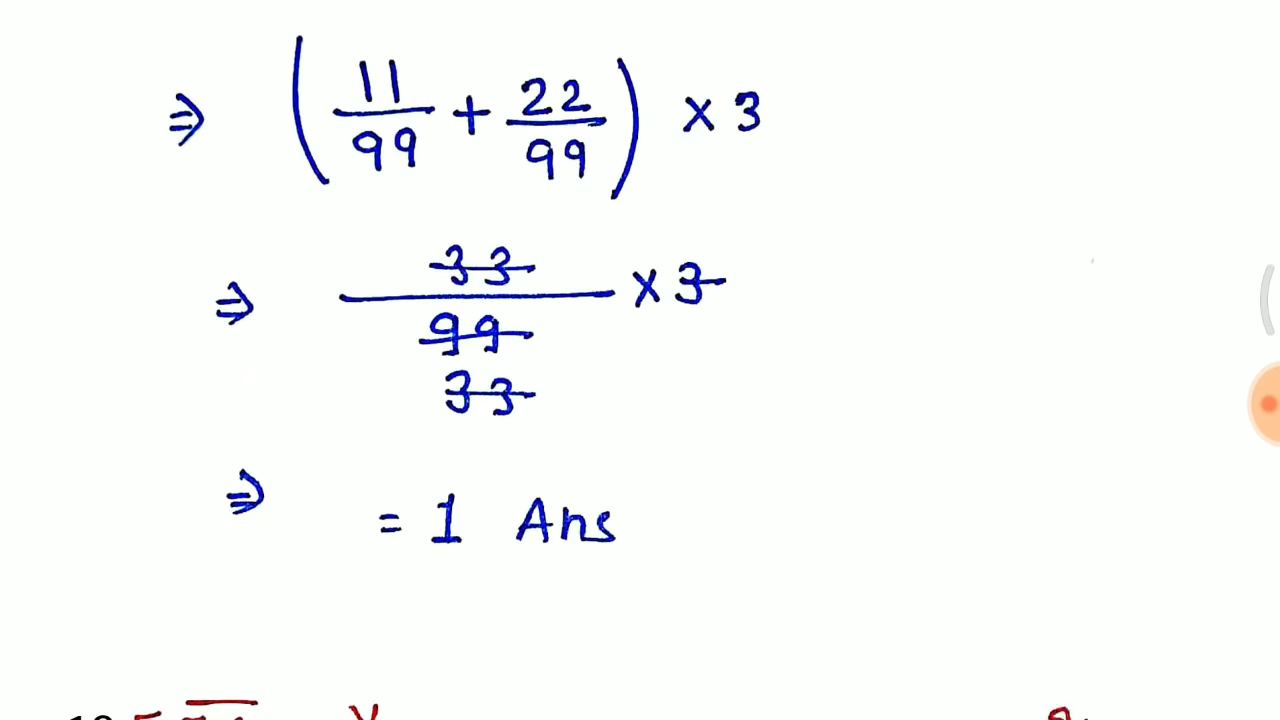 ⇒ (11/99 + 22/99) × 3
⇒ 33/99 × 3
33
⇒ = 1 Ans